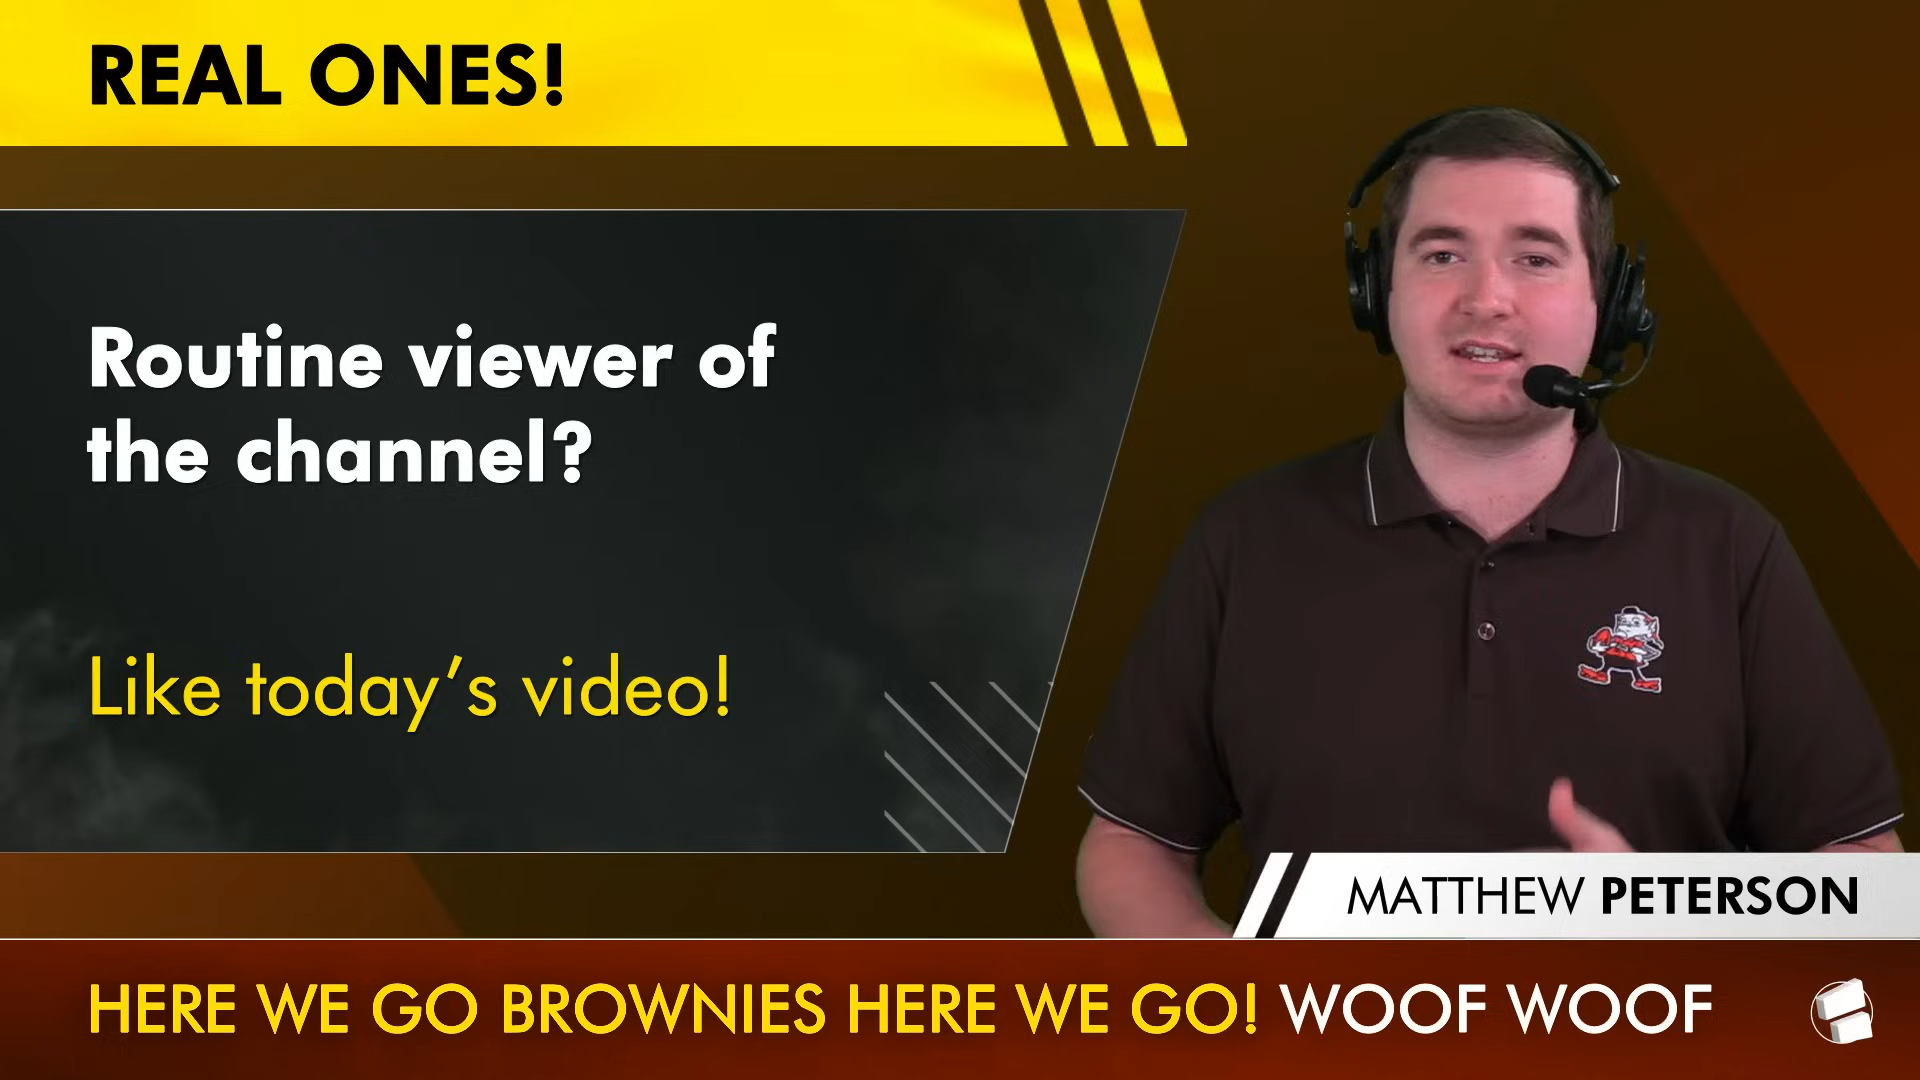 REAL ONES!
Routine viewer of
the channel?
Like today's video!
MATTHEW PETERSON
HERE WE GO BROWNIES HERE WE GO! WOOF WOOF